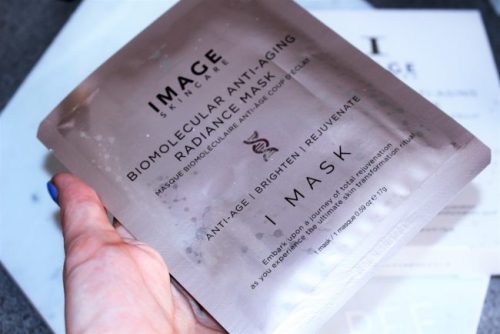 IMAGE
SKINCARE
BIOMOLECULAR ANTI-AGING
RADIANCE MASK
MASQUE BIOMOLÉCULAIRE ANTI-ÂGE COUP D'ÉCLAT
ANTI-AGE | BRIGHTEN | REJUVENATE
I MASK
Embark upon a journey of total rejuvenation
as you experience the ultimate skin transformation ritual.
1 mask / 1 masque 0.59 oz e 17g
I